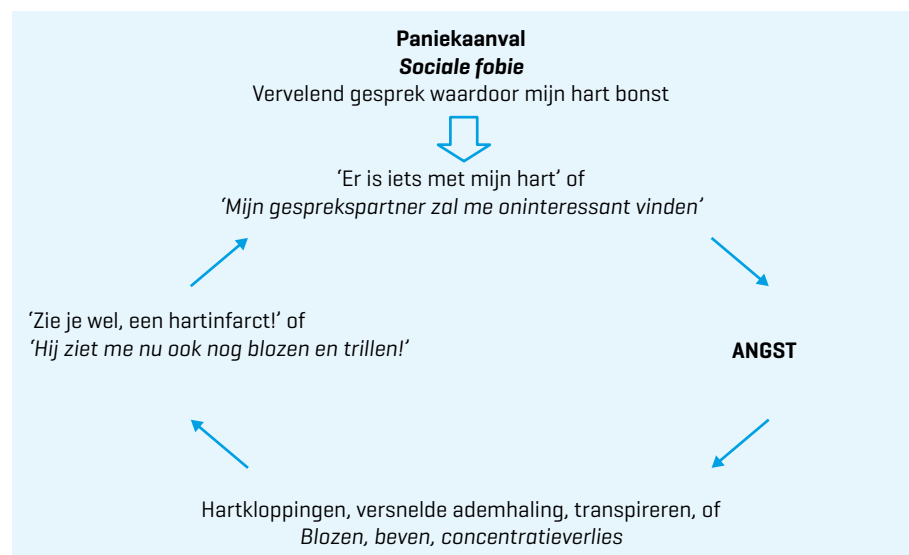 Paniekaanval
Sociale fobie
Vervelend gesprek waardoor mijn hart bonst
‘Er is iets met mijn hart’ of
‘Mijn gesprekspartner zal me oninteressant vinden’
‘Zie je wel, een hartinfarct!’ of
‘Hij ziet me nu ook nog blozen en trillen!’
ANGST
Hartkloppingen, versnelde ademhaling, transpireren, of
Blozen, beven, concentratieverlies